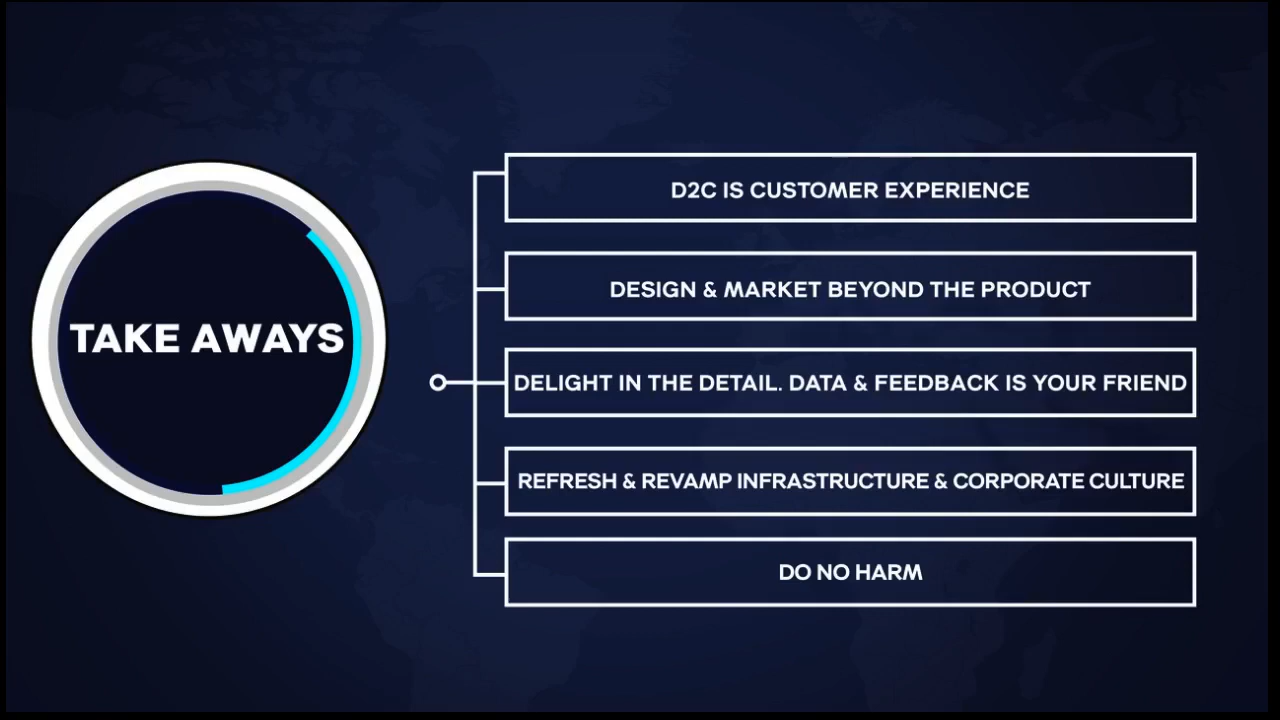 TAKE AWAYS
D2C IS CUSTOMER EXPERIENCE
DESIGN & MARKET BEYOND THE PRODUCT
DELIGHT IN THE DETAIL. DATA & FEEDBACK IS YOUR FRIEND
REFRESH & REVAMP INFRASTRUCTURE & CORPORATE CULTURE
DO NO HARM